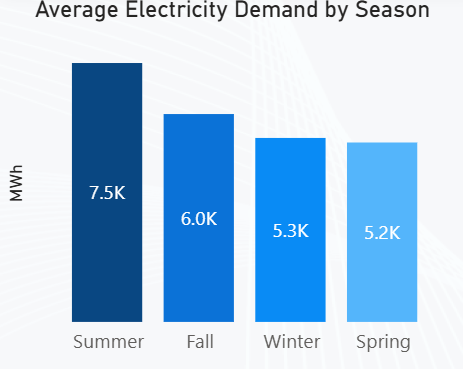 Average Electricity Demand by Season
MWh
7.5K
6.0K
5.3K
5.2K
Summer
Fall
Winter
Spring